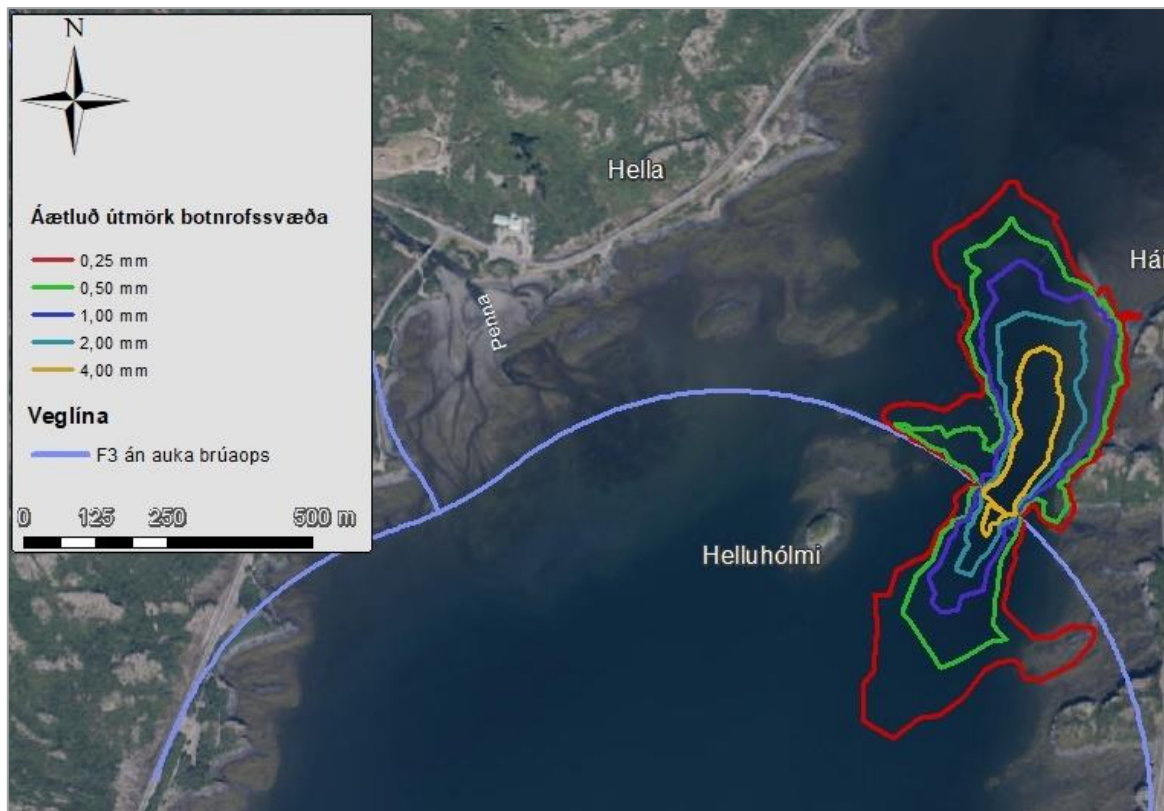 N
Áætluð útmörk botnrofssvæða
0,25 mm
0,50 mm
1,00 mm
2,00 mm
4,00 mm
Veglína
F3 án auka brúaops
0 125 250 500 m
Hella
Penna
Helluhólmi